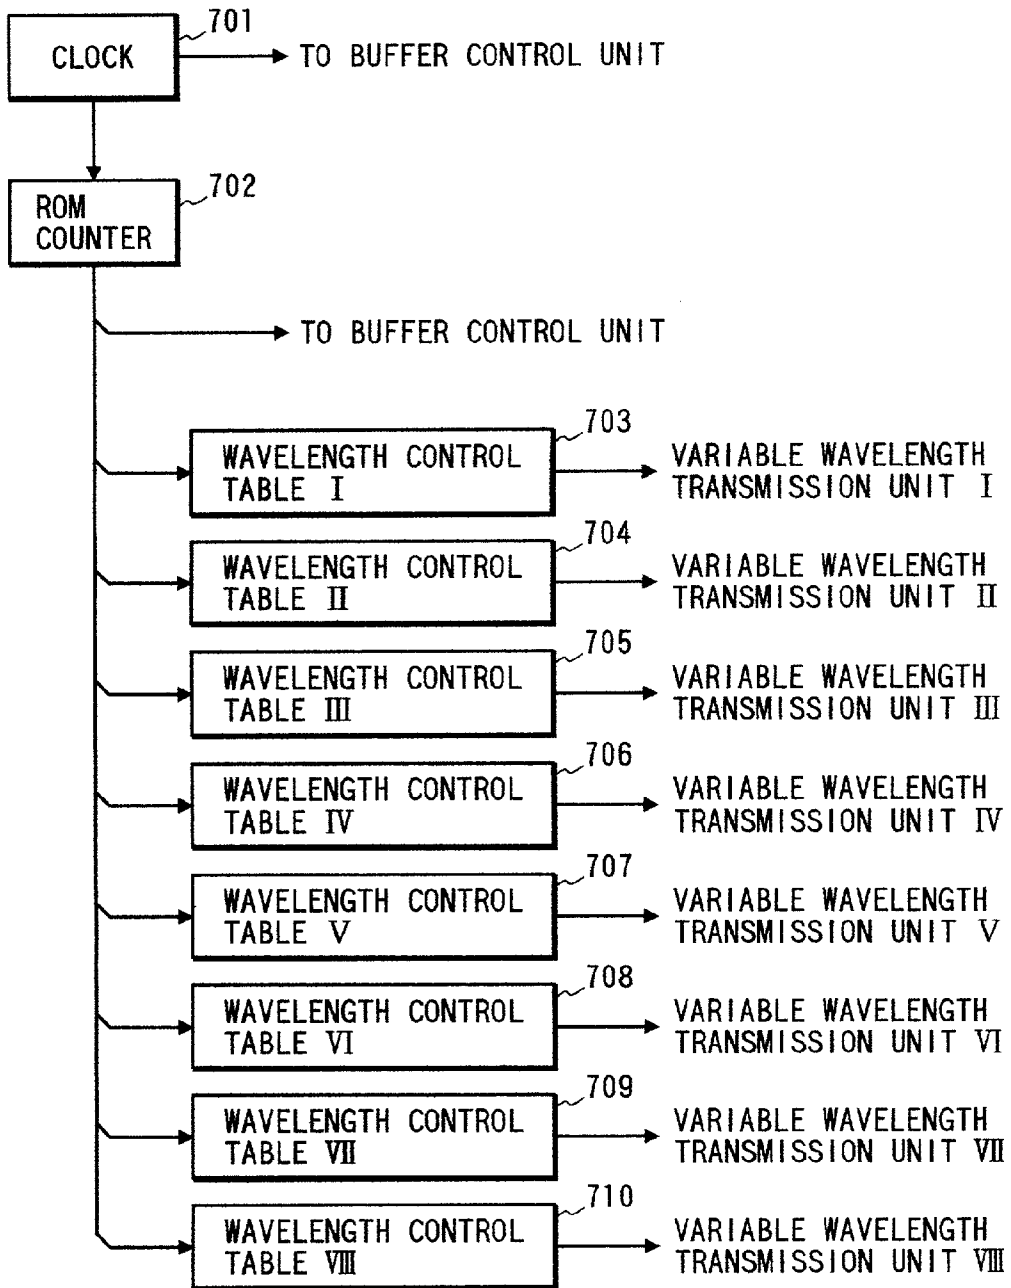 701
CLOCK
TO BUFFER CONTROL UNIT
702
ROM
COUNTER
TO BUFFER CONTROL UNIT
703
WAVELENGTH CONTROL
TABLE I
VARIABLE WAVELENGTH
TRANSMISSION UNIT I
704
WAVELENGTH CONTROL
TABLE II
VARIABLE WAVELENGTH
TRANSMISSION UNIT II
705
WAVELENGTH CONTROL
TABLE III
VARIABLE WAVELENGTH
TRANSMISSION UNIT III
706
WAVELENGTH CONTROL
TABLE IV
VARIABLE WAVELENGTH
TRANSMISSION UNIT IV
707
WAVELENGTH CONTROL
TABLE V
VARIABLE WAVELENGTH
TRANSMISSION UNIT V
708
WAVELENGTH CONTROL
TABLE VI
VARIABLE WAVELENGTH
TRANSMISSION UNIT VI
709
WAVELENGTH CONTROL
TABLE VII
VARIABLE WAVELENGTH
TRANSMISSION UNIT VII
710
WAVELENGTH CONTROL
TABLE VIII
VARIABLE WAVELENGTH
TRANSMISSION UNIT VIII